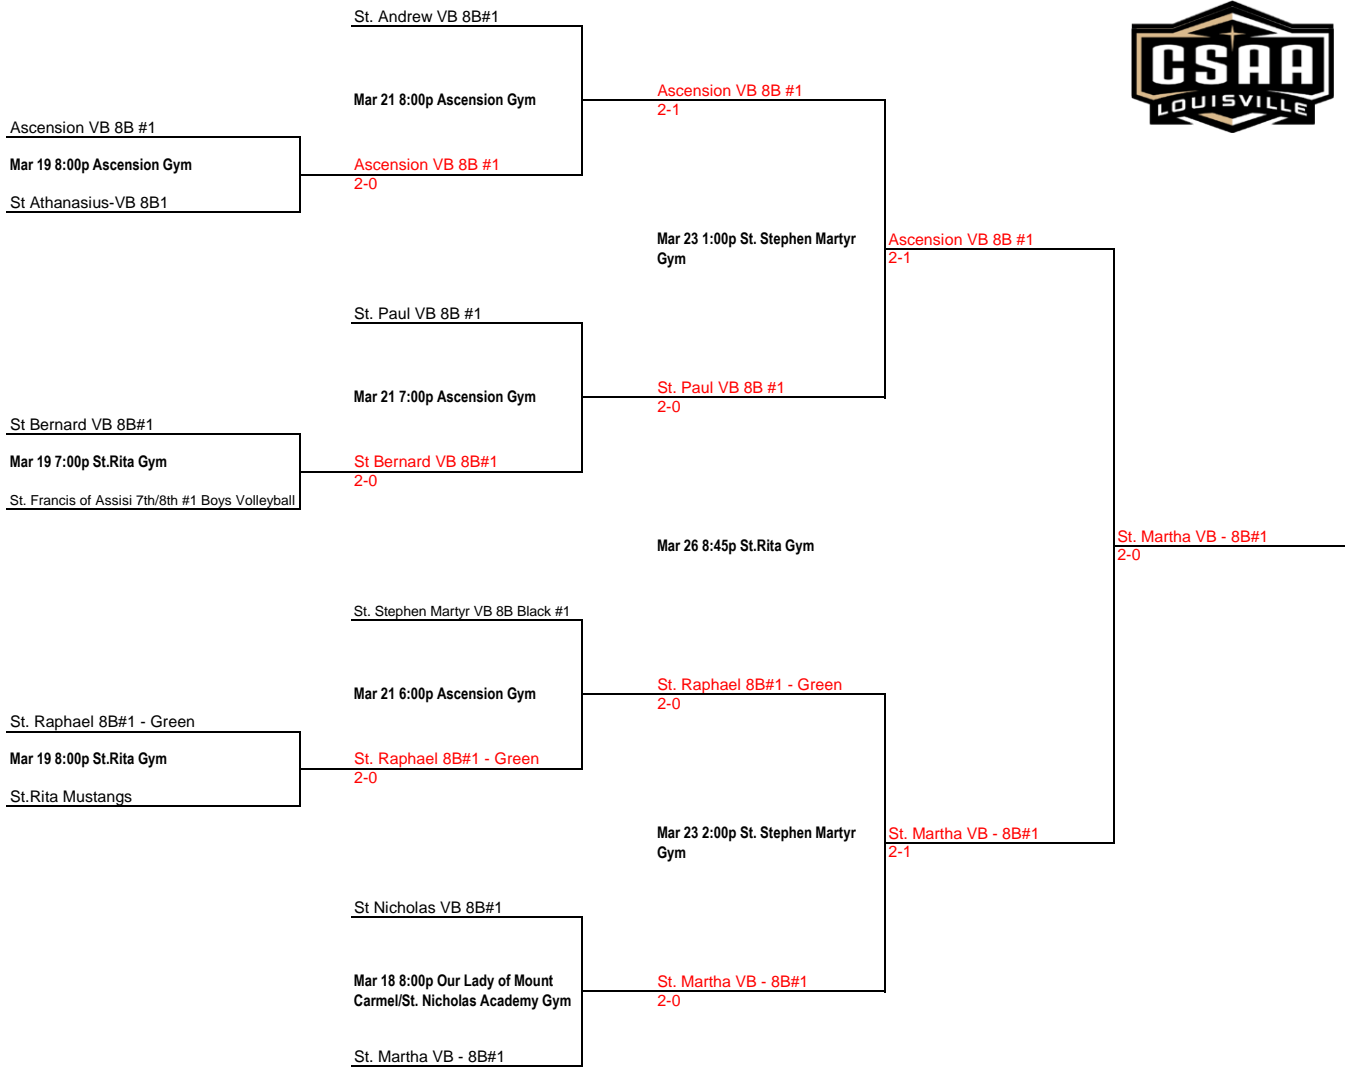 St. Andrew VB 8B#1
CSAA
LOUISVILLE
Mar 21 8:00p Ascension Gym
Ascension VB 8B #1
2-1
Ascension VB 8B #1
Mar 19 8:00p Ascension Gym
Ascension VB 8B #1
2-0
St Athanasius-VB 8B1
Mar 23 1:00p St. Stephen Martyr
Gym
Ascension VB 8B #1
2-1
St. Paul VB 8B #1
Mar 21 7:00p Ascension Gym
St. Paul VB 8B #1
2-0
St Bernard VB 8B#1
Mar 19 7:00p St.Rita Gym
St Bernard VB 8B#1
2-0
St. Francis of Assisi 7th/8th #1 Boys Volleyball
Mar 26 8:45p St.Rita Gym
St. Martha VB - 8B#1
2-0
St. Stephen Martyr VB 8B Black #1
Mar 21 6:00p Ascension Gym
St. Raphael 8B#1 - Green
2-0
St. Raphael 8B#1 - Green
Mar 19 8:00p St.Rita Gym
St. Raphael 8B#1 - Green
2-0
St.Rita Mustangs
Mar 23 2:00p St. Stephen Martyr
Gym
St. Martha VB - 8B#1
2-1
St Nicholas VB 8B#1
Mar 18 8:00p Our Lady of Mount
Carmel/St. Nicholas Academy Gym
St. Martha VB - 8B#1
2-0
St. Martha VB - 8B#1